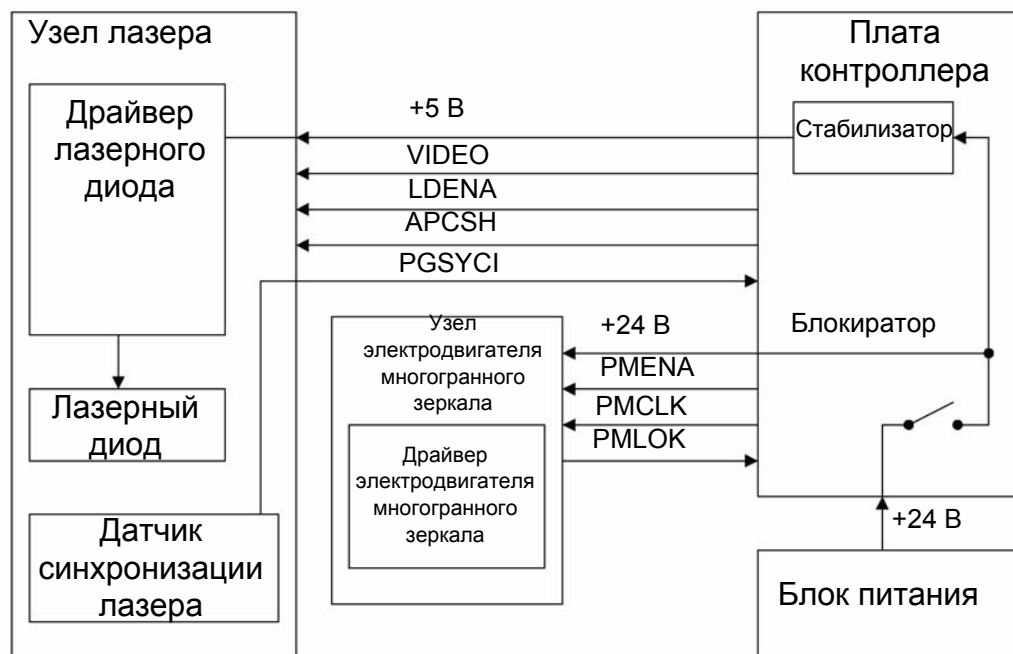 Узел лазера
Драйвер
лазерного
диода
Лазерный
диод
Датчик
синхронизации
лазера
+5 В
VIDEO
LDENA
APCSH
PGSYCI
Узел
электродвигателя
многогранного
зеркала
Драйвер
электродвигателя
многогранного
зеркала
+24 В
PMENA
PMCLK
PMLOK
Плата
контроллера
Стабилизатор
Блокиратор
+24 В
Блок питания